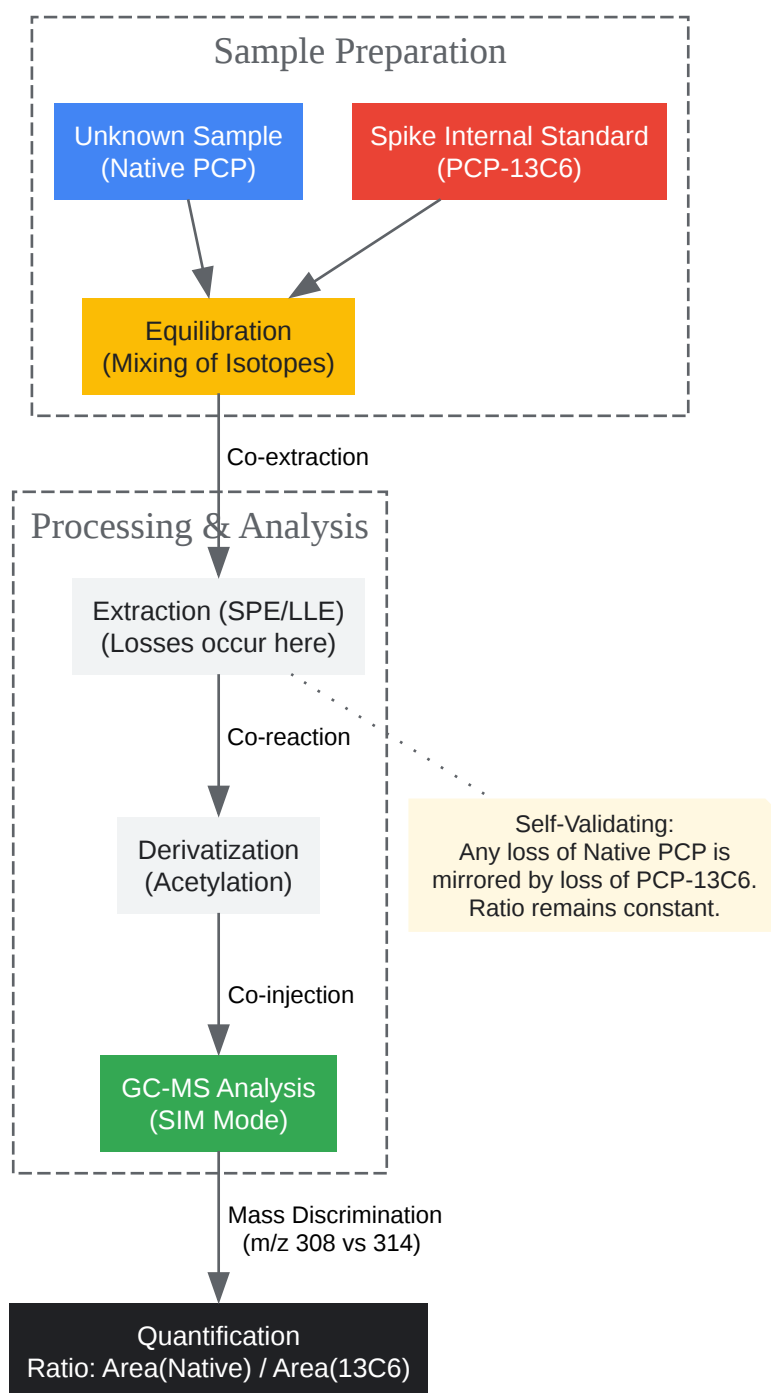 Sample Preparation
Unknown Sample
(Native PCP)
Spike Internal Standard
(PCP-13C6)
Equilibration
(Mixing of Isotopes)
Co-extraction
Processing & Analysis
Extraction (SPE/LLE)
(Losses occur here)
Co-reaction
Self-Validating:
Any loss of Native PCP is
mirrored by loss of PCP-13C6.
Ratio remains constant.
Derivatization
(Acetylation)
Co-injection
GC-MS Analysis
(SIM Mode)
Mass Discrimination
(m/z 308 vs 314)
Quantification
Ratio: Area(Native) / Area(13C6)